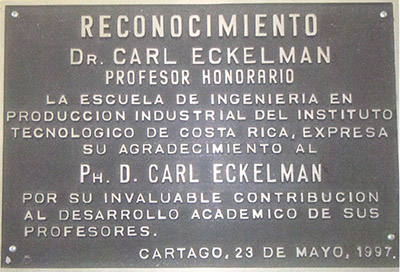 RECONOCIMIENTO
DR. CARL ECKELMAN
PROFESOR HONORARIO
LA ESCUELA DE INGENIERIA EN
PRODUCCION INDUSTRIAL DEL INSTITUTO
TECNOLOGICO DE COSTA RICA, EXPRESA
SU AGRADECIMIENTO AL
PH. D. CARL ECKELMAN
POR SU INVALUABLE CONTRIBUCION
AL DESARROLLO ACADEMICO DE SUS
PROFESORES.
CARTAGO, 23 DE MAYO, 1997.